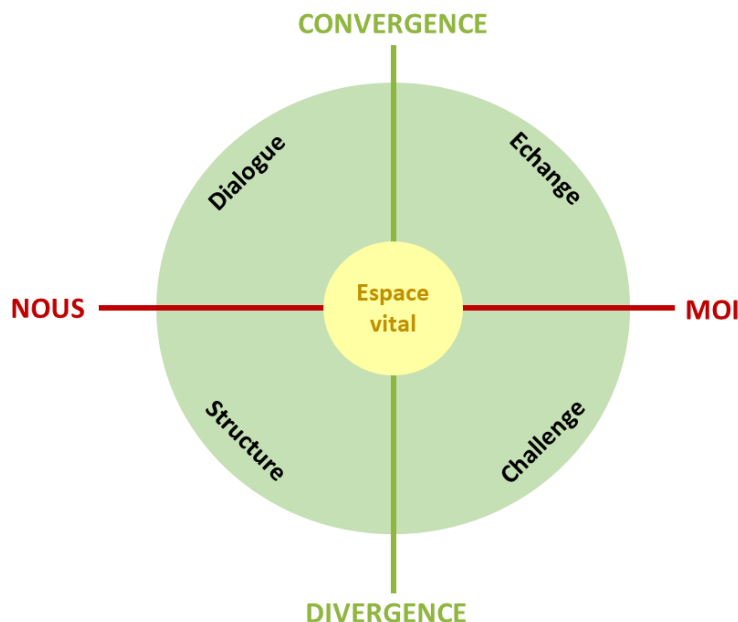 CONVERGENCE
Dialogue
Echange
NOUS
Espace
vital
MOI
Structure
Challenge
DIVERGENCE